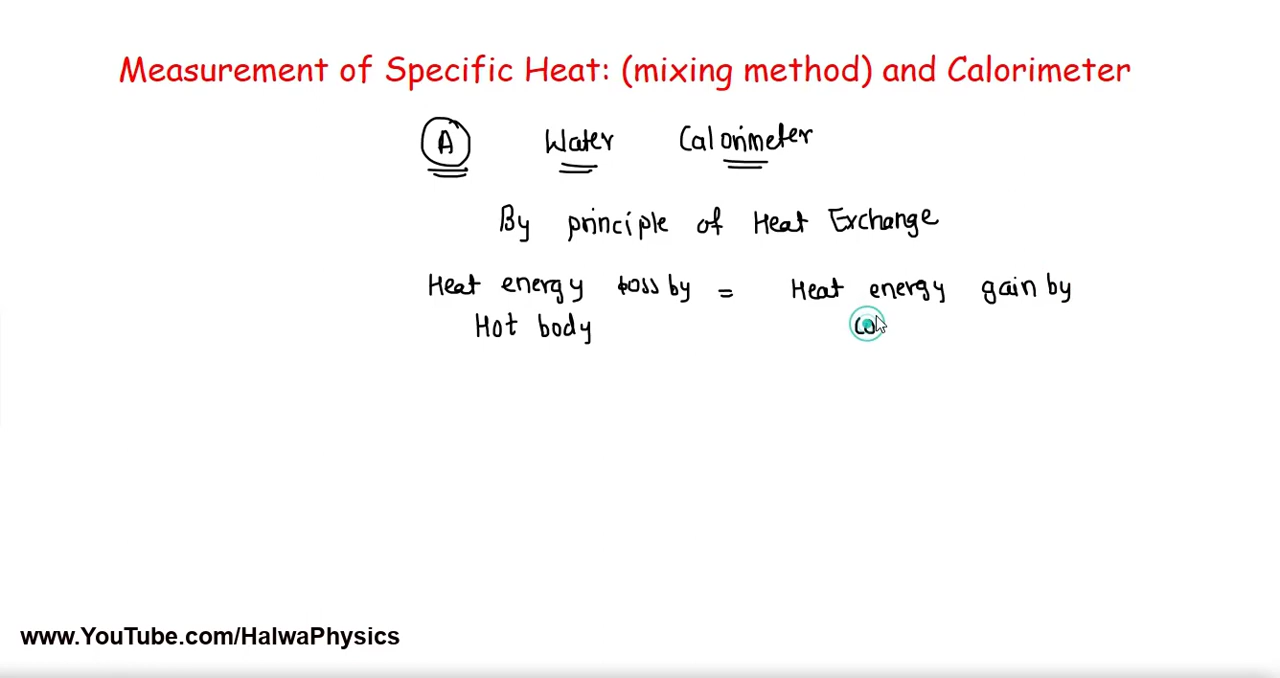 Measurement of Specific Heat: (mixing method) and Calorimeter
A Water Calorimeter
By principle of Heat Exchange
Heat energy loss by = Heat energy gain by
Hot body
www.YouTube.com/HalwaPhysics